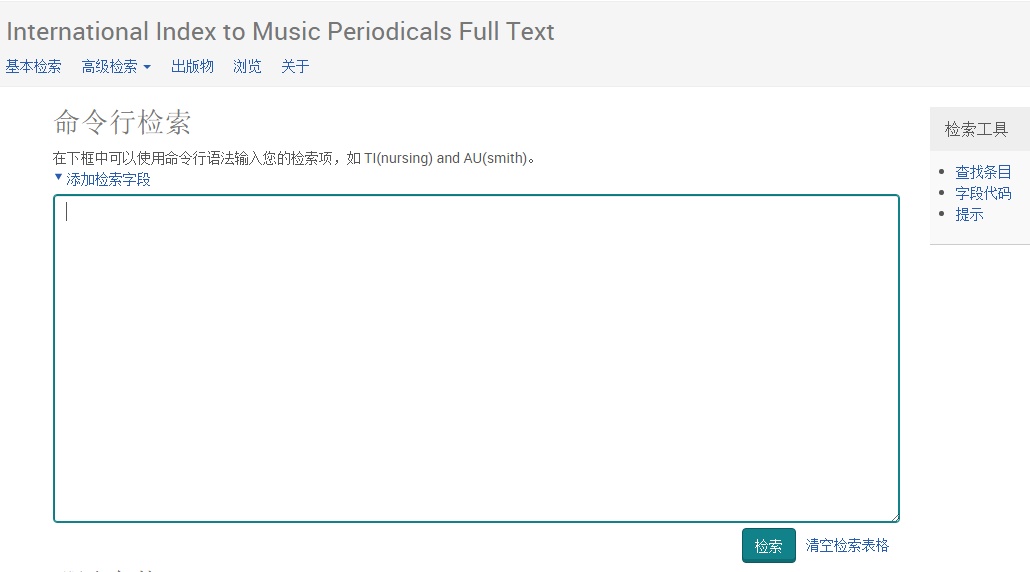 International Index to Music Periodicals Full Text
基本检索 高级检索 出版物 浏览 关于
命令行检索
在下框中可以使用命令行语法输入您的检索项，如 TI(nursing) and AU(smith)。
添加检索字段
检索 清空检索表格
检索工具
查找条目
字段代码
提示